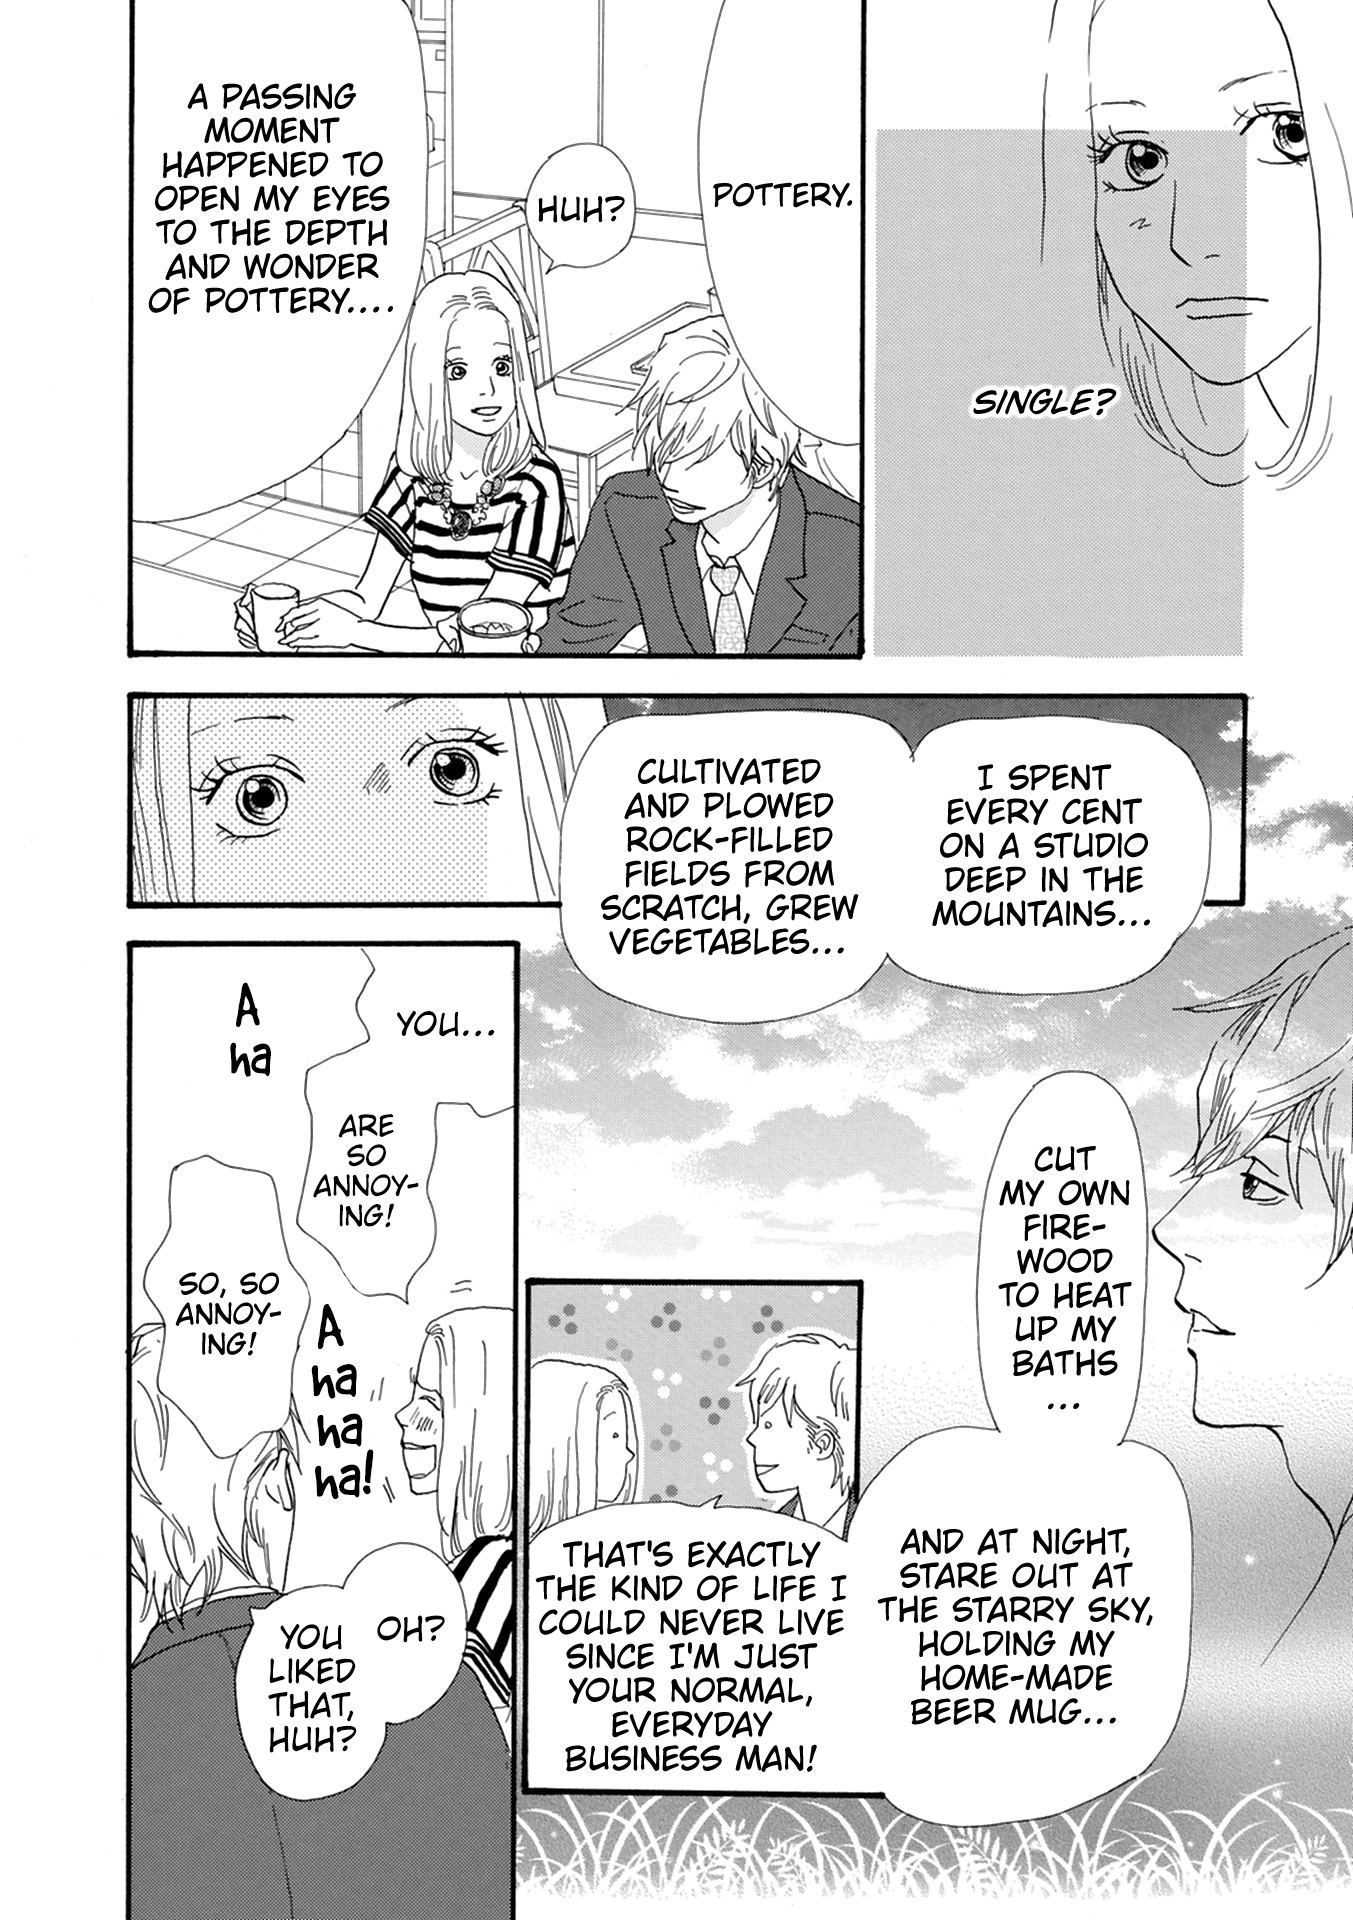 SINGLE?
POTTERY.
HUH?
A PASSING
MOMENT
HAPPENED TO
OPEN MY EYES
TO THE DEPTH
AND WONDER
OF POTTERY....
I SPENT
EVERY CENT
ON A STUDIO
DEEP IN THE
MOUNTAINS...
CULTIVATED
AND PLOWED
ROCK-FILLED
FIELDS FROM
SCRATCH, GREW
VEGETABLES...
CUT
MY OWN
FIRE-
WOOD
TO HEAT
UP MY
BATHS
...
AND AT NIGHT,
STARE OUT AT
THE STARRY SKY,
HOLDING MY
HOME-MADE
BEER MUG...
THAT'S EXACTLY
THE KIND OF LIFE I
COULD NEVER LIVE
SINCE I'M JUST
YOUR NORMAL,
EVERYDAY
BUSINESS MAN!
YOU...
ARE
SO
ANNOY-
ING!
A
ha
SO, SO
ANNOY-
ING!
A
ha
ha
ha!
OH?
YOU
LIKED
THAT,
HUH?